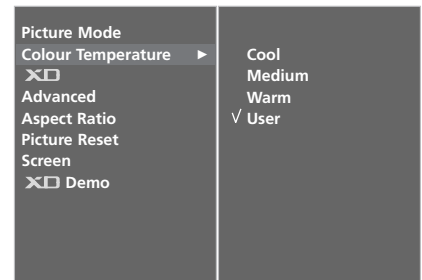 Picture Mode
Colour Temperature ►
XD
Advanced
Aspect Ratio
Picture Reset
Screen
XD Demo
Cool
Medium
Warm
√ User